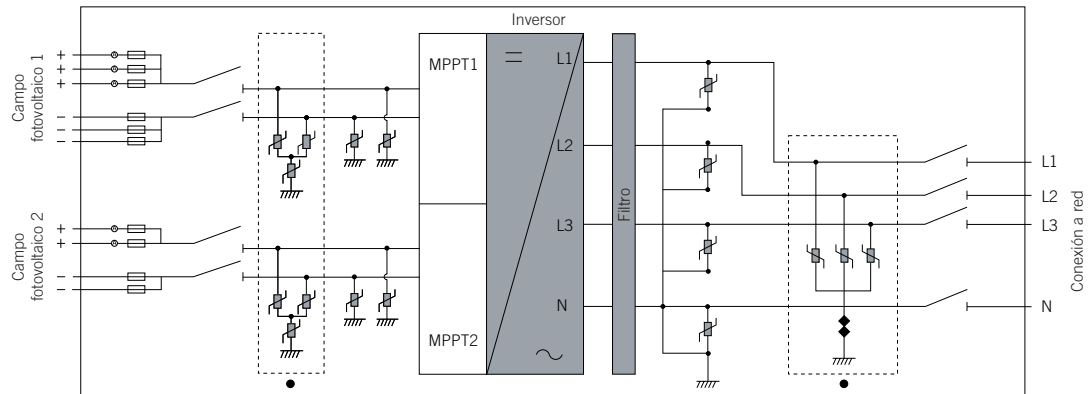 Inversor
Campo
fotovoltaico 1
+
+
+
−
−
−
MPPT1
L1
L2
L3
N
Filtro
L1
L2
L3
N
Conexión a red
Campo
fotovoltaico 2
+
+
−
−
MPPT2